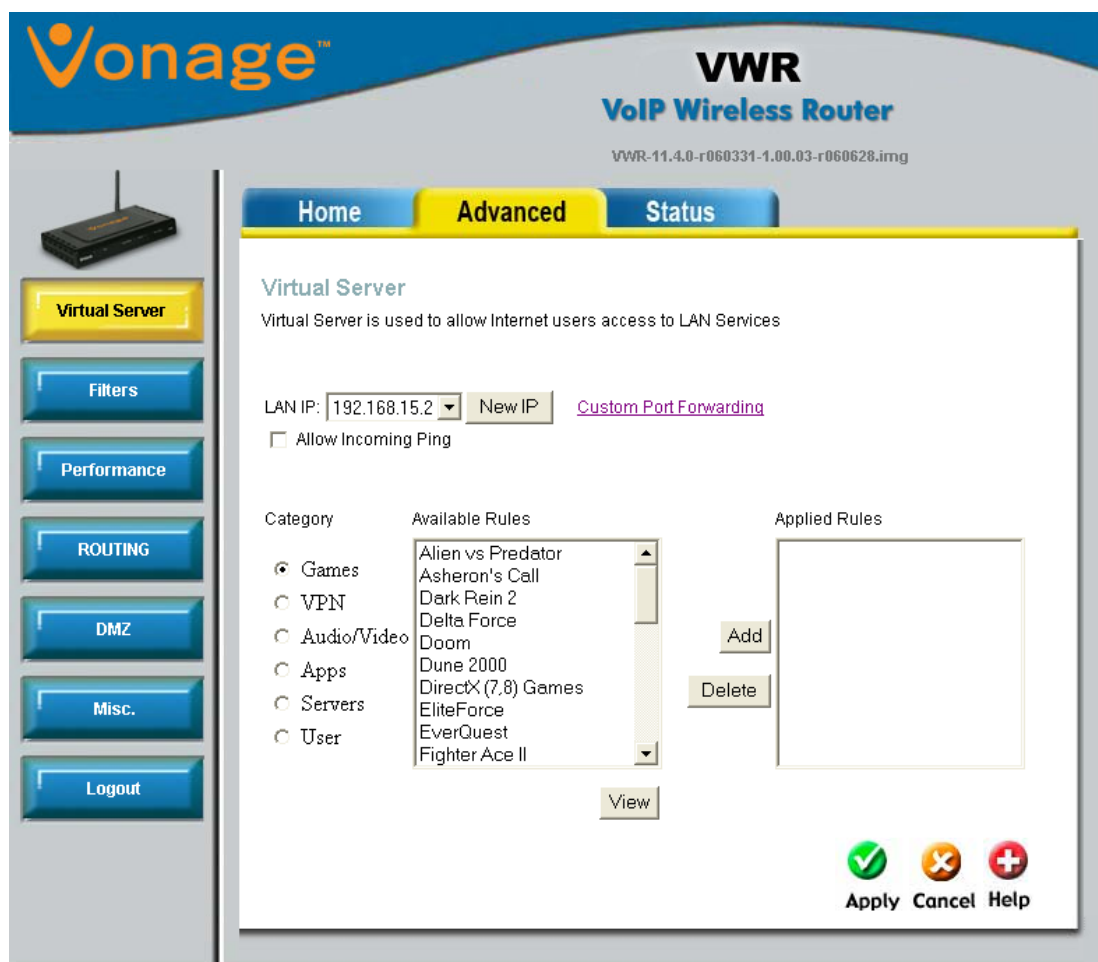 Vonage™
VWR
VoIP Wireless Router
VWR-11.4.0-r060331-1.00.03-r060628.img
Home
Advanced
Status
Virtual Server
Filters
Performance
ROUTING
DMZ
Misc.
Logout
Virtual Server
Virtual Server is used to allow Internet users access to LAN Services
LAN IP: 192.168.15.2 New IP Custom Port Forwarding
Allow Incoming Ping
Category
Games
VPN
Audio/Video
Apps
Servers
User
Available Rules
Alien vs Predator
Asheron's Call
Dark Rein 2
Delta Force
Doom
Dune 2000
DirectX (7,8) Games
EliteForce
EverQuest
Fighter Ace II
View
Add
Delete
Applied Rules
Apply
Cancel
Help